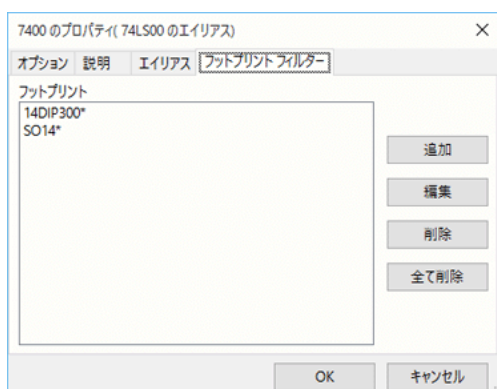 7400 のプロパティ( 74LS00 のエイリアス)
オプション 説明 エイリアス フットプリント フィルター
フットプリント
14DIP300*
SO14*
追加
編集
削除
全て削除
OK キャンセル